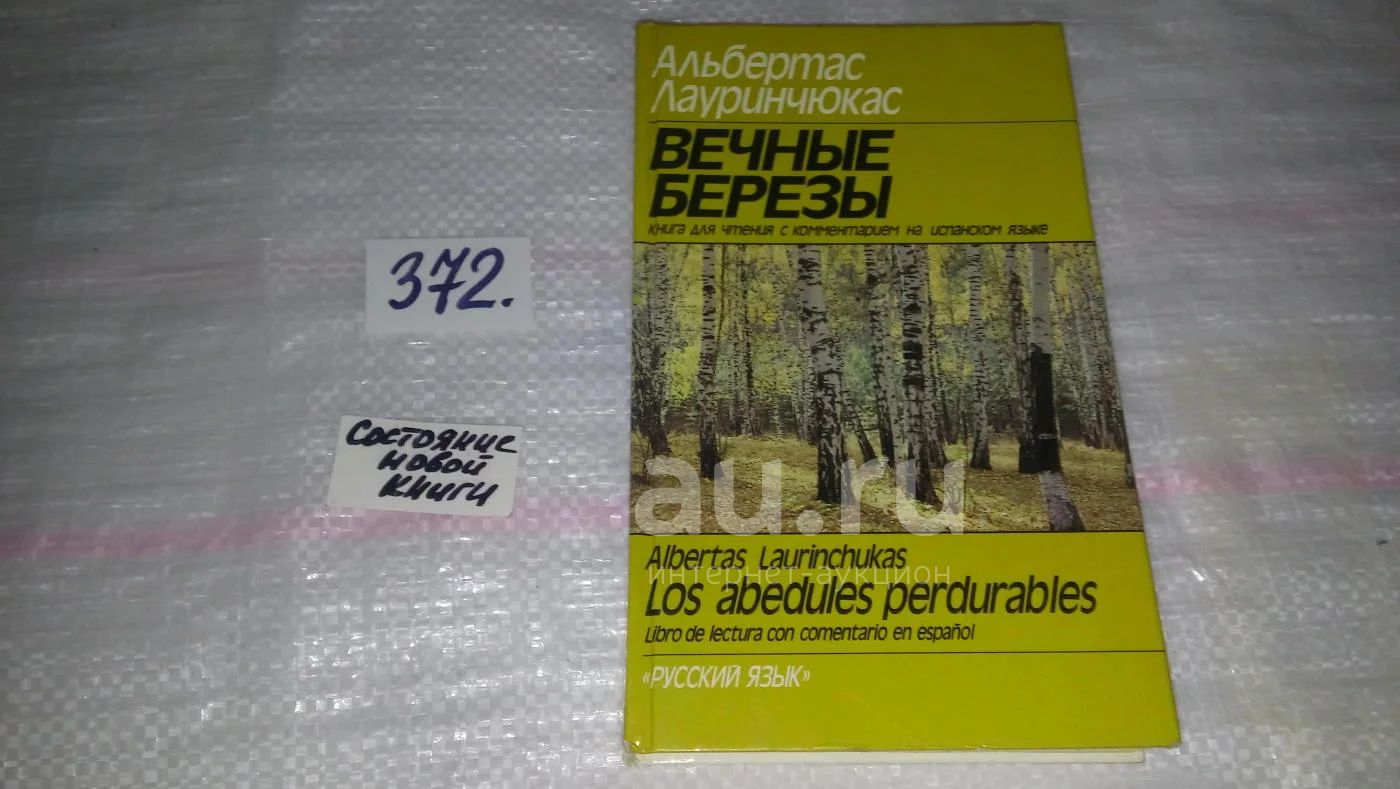 Альбертас
Лауринчюкас
ВЕЧНЫЕ
БЕРЕЗЫ
Книга для чтения с комментарием на испанском языке
372.
Состояние
новой
книги
au.ru
интернет-аукцион
Albertas Laurinchukas
Los abedules perdurables
Libro de lectura con comentario en español
«РУССКИЙ ЯЗЫК»